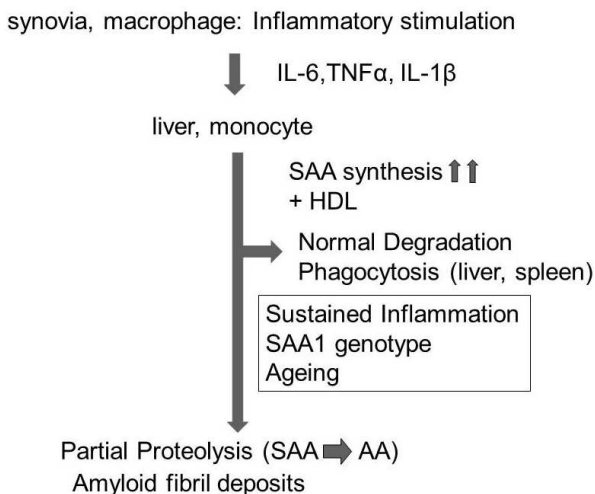 synovia, macrophage: Inflammatory stimulation
IL-6,TNFα, IL-1β
liver, monocyte
SAA synthesis
+ HDL
Normal Degradation
Phagocytosis (liver, spleen)
Sustained Inflammation
SAA1 genotype
Ageing
Partial Proteolysis (SAA AA)
Amyloid fibril deposits